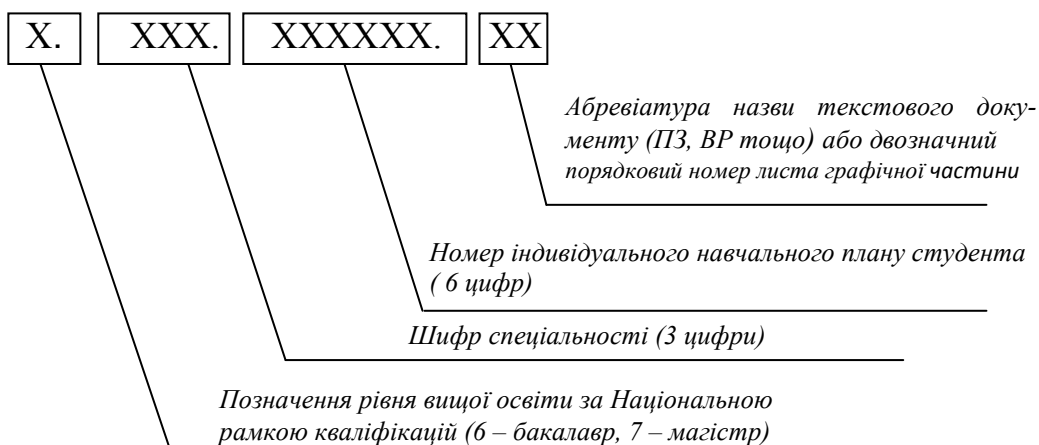 X. XXX. XXXXXX. XX
Абревіатура назви текстового доку-
менту (ПЗ, ВР тощо) або двозначний
порядковий номер листа графічної частини
Номер індивідуального навчального плану студента
( 6 цифр)
Шифр спеціальності (3 цифри)
Позначення рівня вищої освіти за Національною
рамкою кваліфікацій (6 – бакалавр, 7 – магістр)